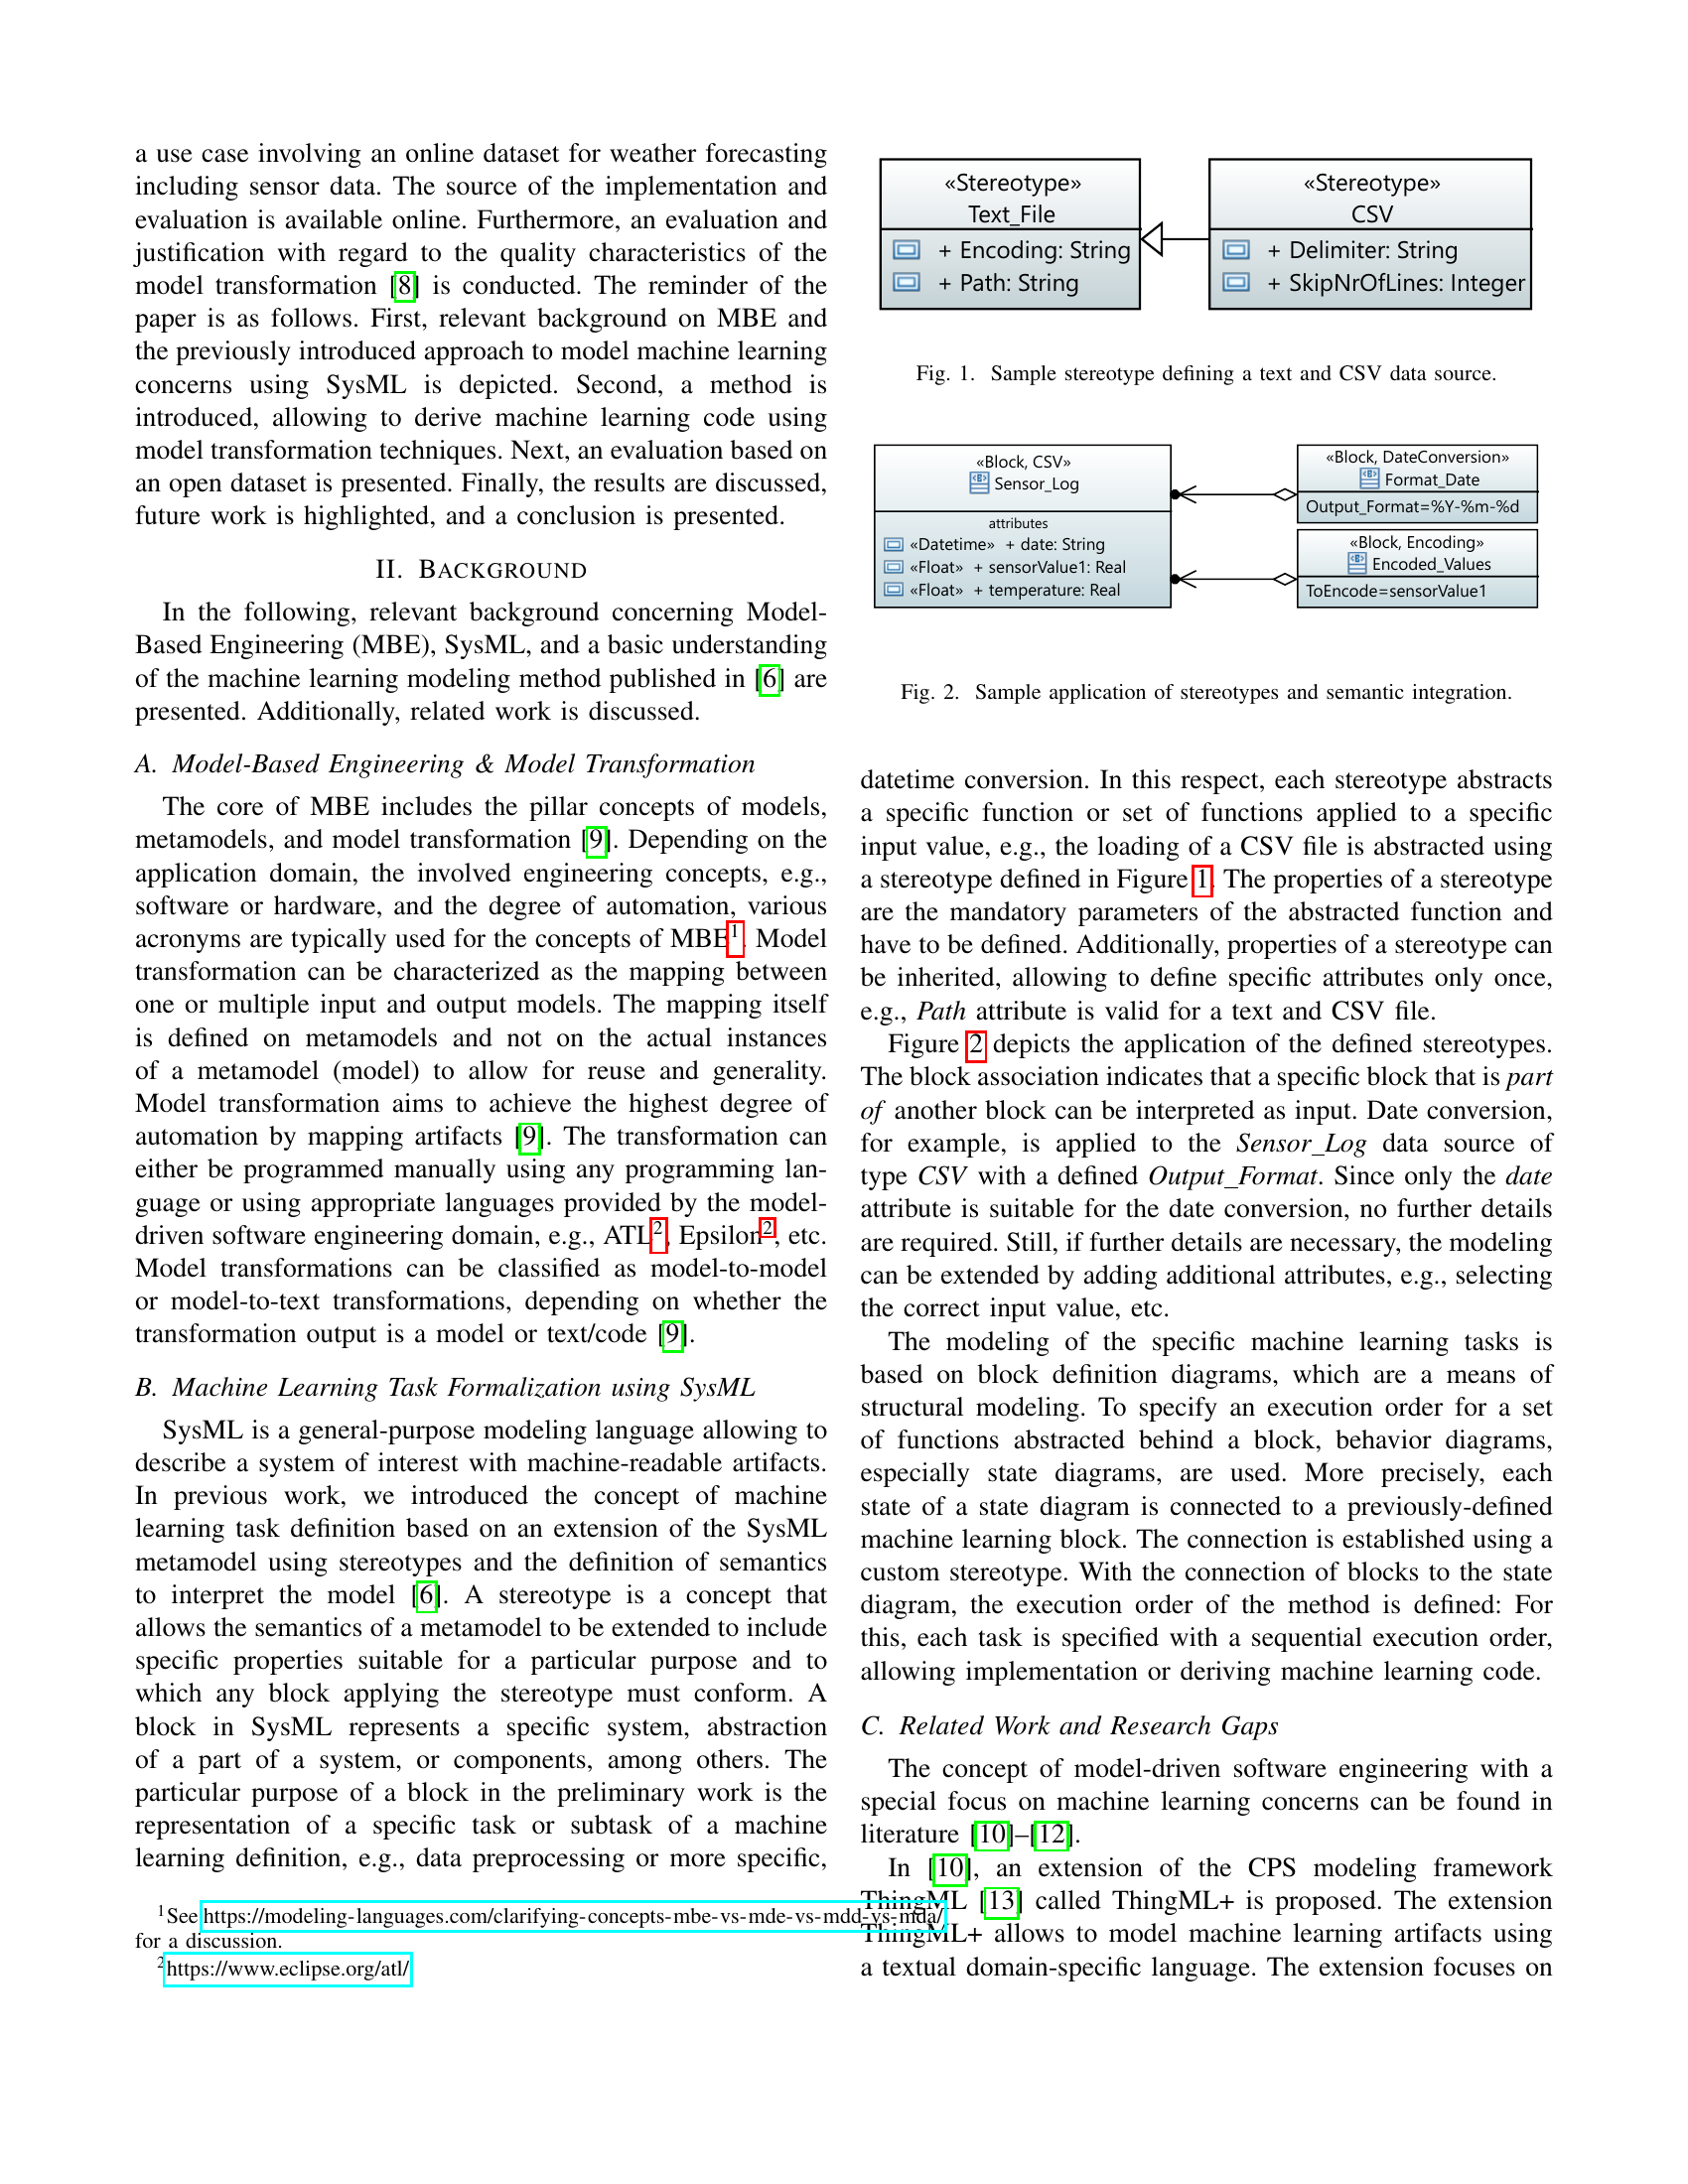 a use case involving an online dataset for weather forecasting
including sensor data. The source of the implementation and
evaluation is available online. Furthermore, an evaluation and
justification with regard to the quality characteristics of the
model transformation [8] is conducted. The reminder of the
paper is as follows. First, relevant background on MBE and
the previously introduced approach to model machine learning
concerns using SysML is depicted. Second, a method is
introduced, allowing to derive machine learning code using
model transformation techniques. Next, an evaluation based on
an open dataset is presented. Finally, the results are discussed,
future work is highlighted, and a conclusion is presented.
II. BACKGROUND
In the following, relevant background concerning Model-
Based Engineering (MBE), SysML, and a basic understanding
of the machine learning modeling method published in [6] are
presented. Additionally, related work is discussed.
A. Model-Based Engineering & Model Transformation
The core of MBE includes the pillar concepts of models,
metamodels, and model transformation [9]. Depending on the
application domain, the involved engineering concepts, e.g.,
software or hardware, and the degree of automation, various
acronyms are typically used for the concepts of MBE1. Model
transformation can be characterized as the mapping between
one or multiple input and output models. The mapping itself
is defined on metamodels and not on the actual instances
of a metamodel (model) to allow for reuse and generality.
Model transformation aims to achieve the highest degree of
automation by mapping artifacts [9]. The transformation can
either be programmed manually using any programming lan-
guage or using appropriate languages provided by the model-
driven software engineering domain, e.g., ATL2, Epsilon2, etc.
Model transformations can be classified as model-to-model
or model-to-text transformations, depending on whether the
transformation output is a model or text/code [9].
B. Machine Learning Task Formalization using SysML
SysML is a general-purpose modeling language allowing to
describe a system of interest with machine-readable artifacts.
In previous work, we introduced the concept of machine
learning task definition based on an extension of the SysML
metamodel using stereotypes and the definition of semantics
to interpret the model [6]. A stereotype is a concept that
allows the semantics of a metamodel to be extended to include
specific properties suitable for a particular purpose and to
which any block applying the stereotype must conform. A
block in SysML represents a specific system, abstraction
of a part of a system, or components, among others. The
particular purpose of a block in the preliminary work is the
representation of a specific task or subtask of a machine
learning definition, e.g., data preprocessing or more specific,
1See https://modeling-languages.com/clarifying-concepts-mbe-vs-mde-vs-mdd-vs-mda/
for a discussion.
2https://www.eclipse.org/atl/
«Stereotype»
Text_File
+ Encoding: String
+ Path: String
«Stereotype»
CSV
+ Delimiter: String
+ SkipNrOfLines: Integer
Fig. 1. Sample stereotype defining a text and CSV data source.
«Block, CSV»
Sensor_Log
attributes
«Datetime» + date: String
«Float» + sensorValue1: Real
«Float» + temperature: Real
«Block, DateConversion»
Format_Date
Output_Format=%Y-%m-%d
«Block, Encoding»
Encoded_Values
ToEncode=sensorValue1
Fig. 2. Sample application of stereotypes and semantic integration.
datetime conversion. In this respect, each stereotype abstracts
a specific function or set of functions applied to a specific
input value, e.g., the loading of a CSV file is abstracted using
a stereotype defined in Figure 1. The properties of a stereotype
are the mandatory parameters of the abstracted function and
have to be defined. Additionally, properties of a stereotype can
be inherited, allowing to define specific attributes only once,
e.g., Path attribute is valid for a text and CSV file.
Figure 2 depicts the application of the defined stereotypes.
The block association indicates that a specific block that is part
of another block can be interpreted as input. Date conversion,
for example, is applied to the Sensor_Log data source of
type CSV with a defined Output_Format. Since only the date
attribute is suitable for the date conversion, no further details
are required. Still, if further details are necessary, the modeling
can be extended by adding additional attributes, e.g., selecting
the correct input value, etc.
The modeling of the specific machine learning tasks is
based on block definition diagrams, which are a means of
structural modeling. To specify an execution order for a set
of functions abstracted behind a block, behavior diagrams,
especially state diagrams, are used. More precisely, each
state of a state diagram is connected to a previously-defined
machine learning block. The connection is established using a
custom stereotype. With the connection of blocks to the state
diagram, the execution order of the method is defined: For
this, each task is specified with a sequential execution order,
allowing implementation or deriving machine learning code.
C. Related Work and Research Gaps
The concept of model-driven software engineering with a
special focus on machine learning concerns can be found in
literature [10]–[12].
In [10], an extension of the CPS modeling framework
ThingML [13] called ThingML+ is proposed. The extension
ThingML+ allows to model machine learning artifacts using
a textual domain-specific language. The extension focuses on